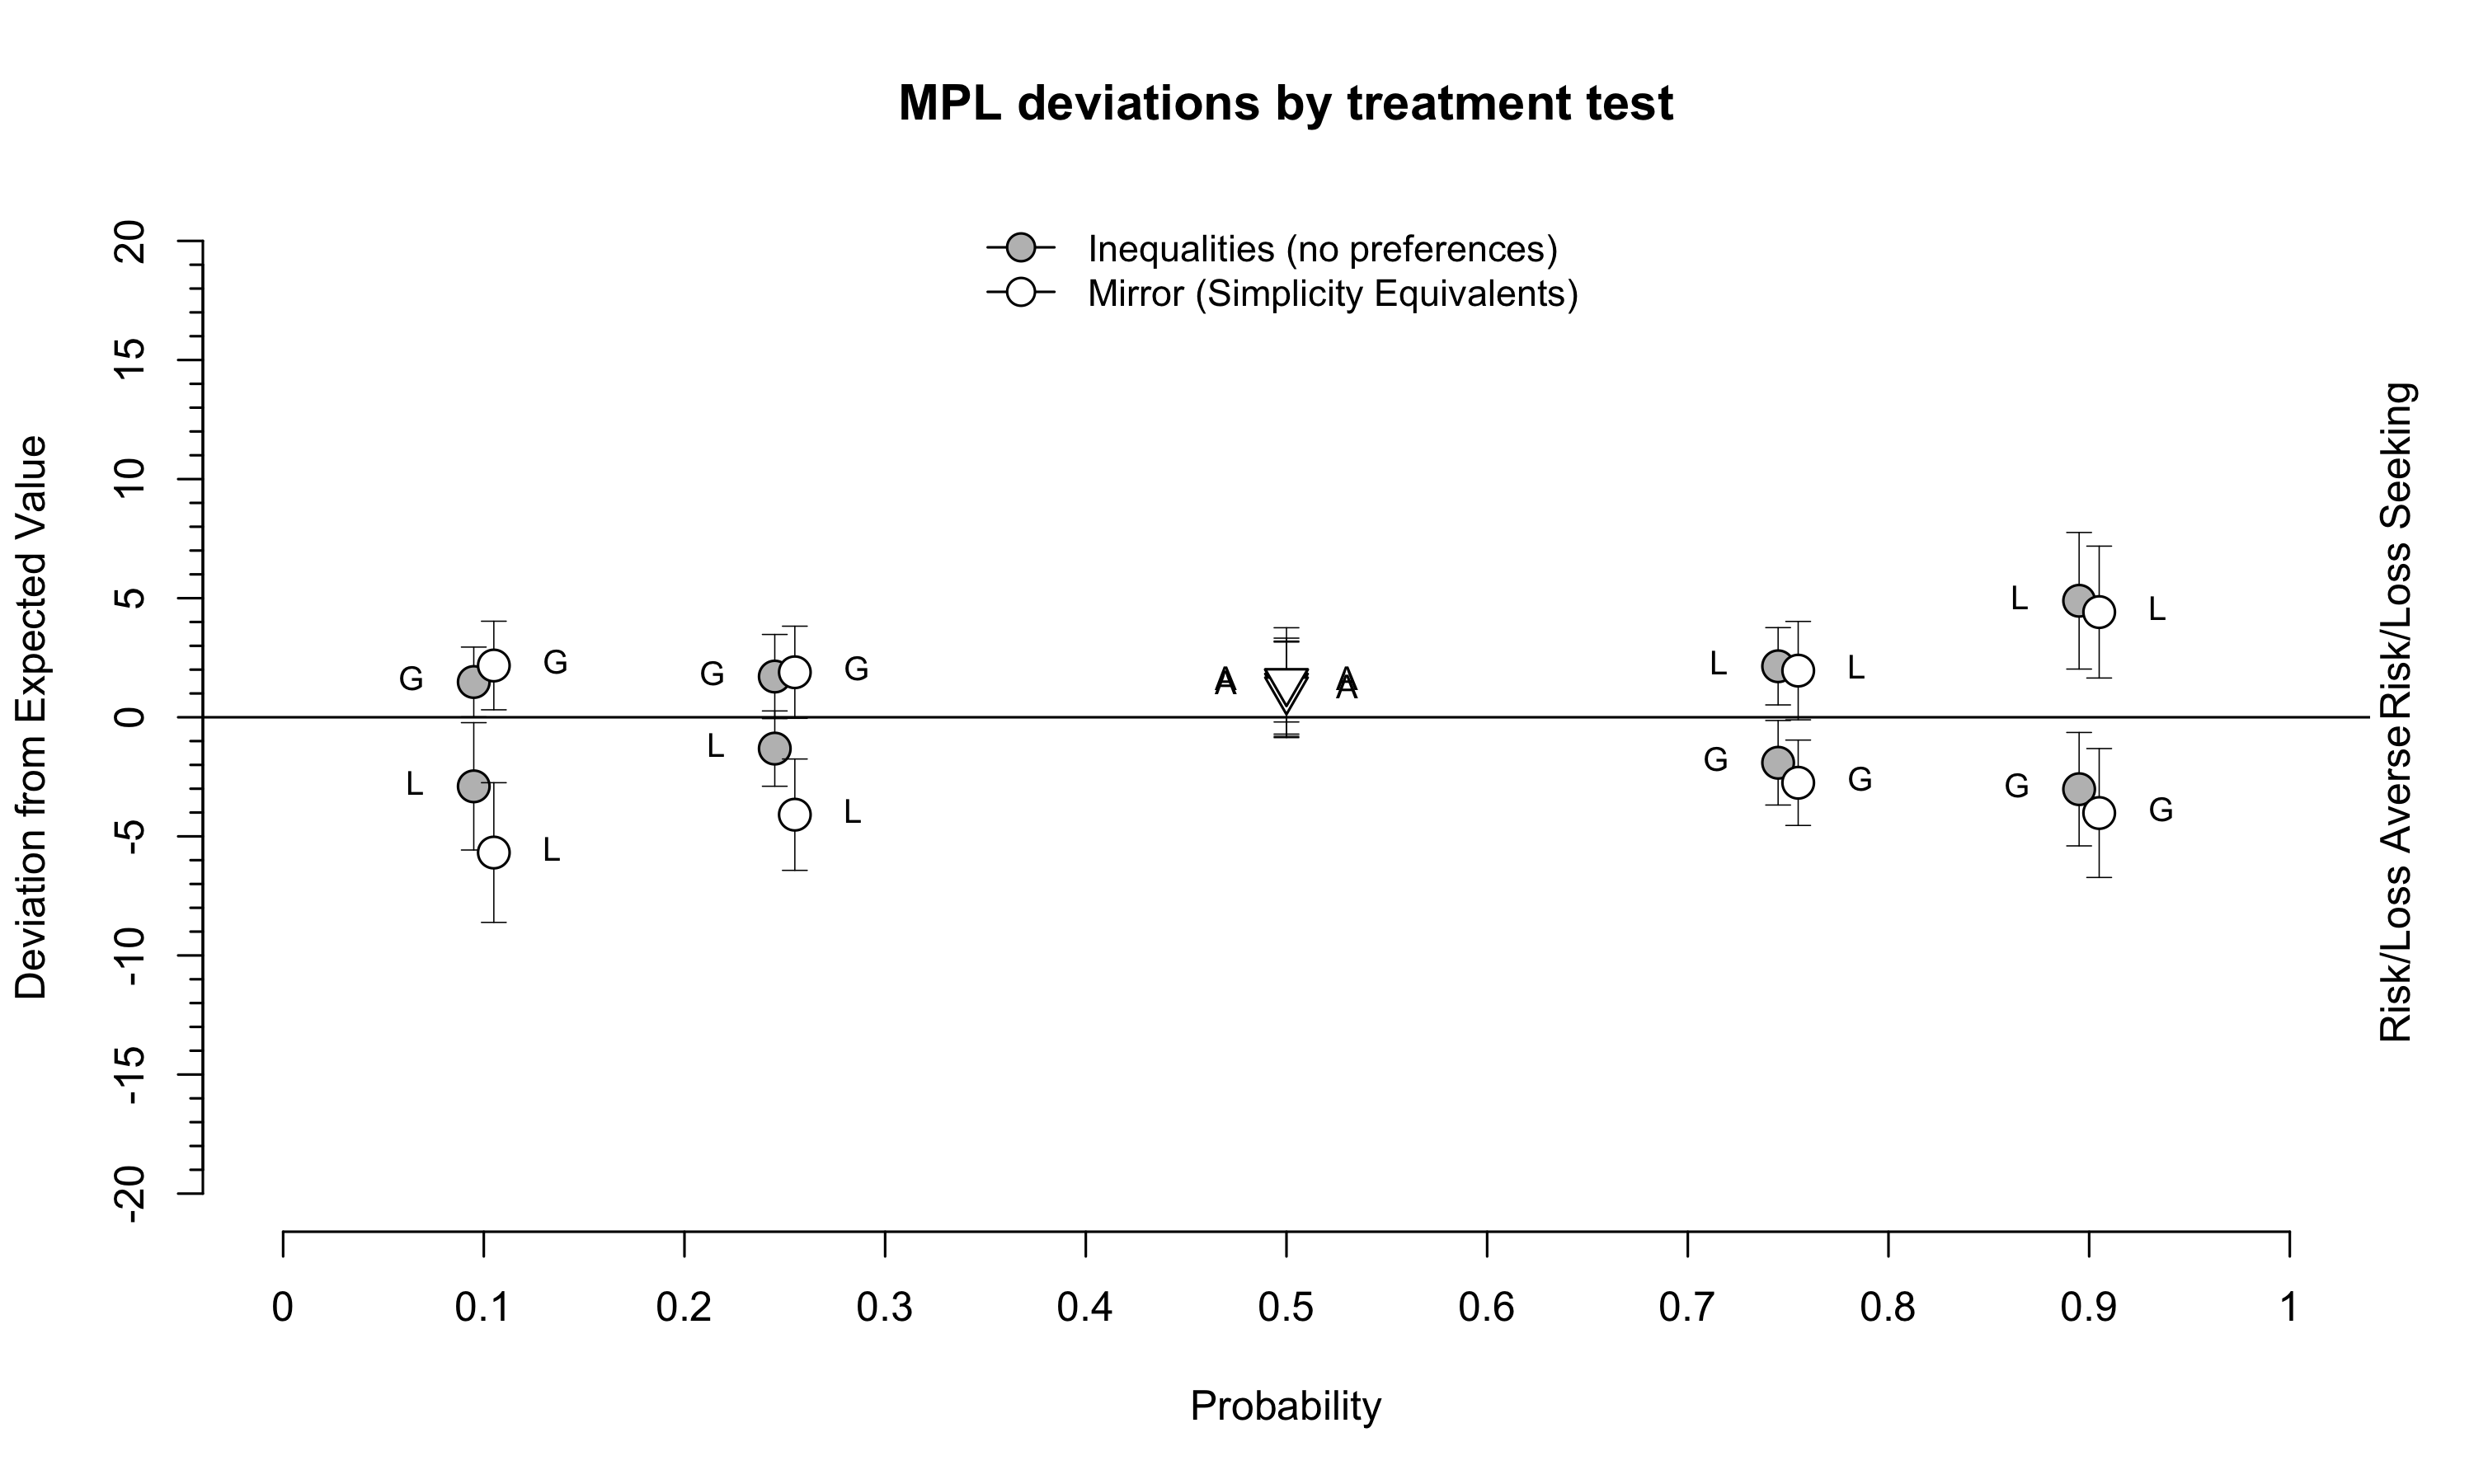 MPL deviations by treatment test
Inequalities (no preferences)
Mirror (Simplicity Equivalents)
Deviation from Expected Value
20
15
10
5
0
-5
-10
-15
-20
Risk/Loss Seeking
Risk/Loss Averse
G
G
L
L
G
G
L
L
A
A
A
A
L
L
G
G
L
L
G
G
0
0.1
0.2
0.3
0.4
0.5
0.6
0.7
0.8
0.9
1
Probability